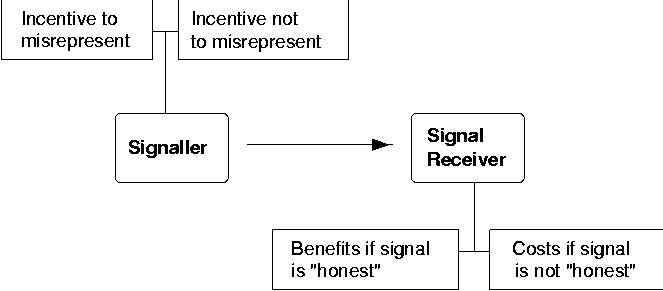 Incentive to
misrepresent
Incentive not
to misrepresent
Signaller
Signal
Receiver
Benefits if signal
is "honest"
Costs if signal
is not "honest"